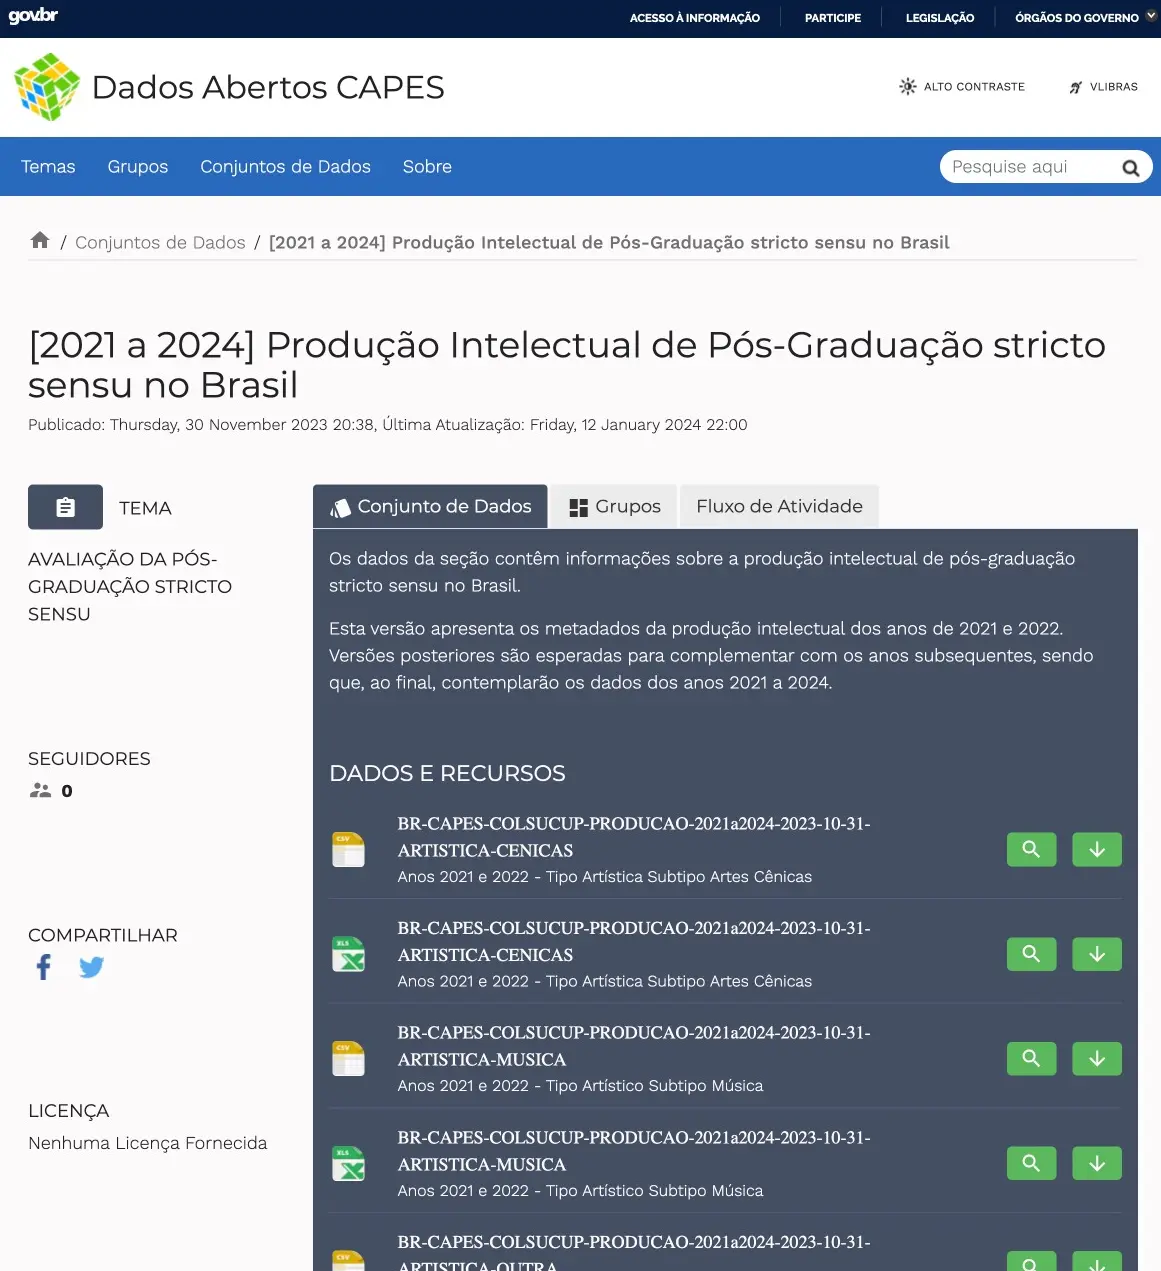 gov.br
ACESSO À INFORMAÇÃO
PARTICIPE
LEGISLAÇÃO
ÓRGÃOS DO GOVERNO
Dados Abertos CAPES
ALTO CONTRASTE
VLIBRAS
Temas
Grupos
Conjuntos de Dados
Sobre
Pesquise aqui
/ Conjuntos de Dados / [2021 a 2024] Produção Intelectual de Pós-Graduação stricto sensu no Brasil
[2021 a 2024] Produção Intelectual de Pós-Graduação stricto
sensu no Brasil
Publicado: Thursday, 30 November 2023 20:38, Última Atualização: Friday, 12 January 2024 22:00
TEMA
AVALIAÇÃO DA PÓS-
GRADUAÇÃO STRICTO
SENSU
SEGUIDORES
0
COMPARTILHAR
LICENÇA
Nenhuma Licença Fornecida
Conjunto de Dados
Grupos
Fluxo de Atividade
Os dados da seção contêm informações sobre a produção intelectual de pós-graduação
stricto sensu no Brasil.
Esta versão apresenta os metadados da produção intelectual dos anos de 2021 e 2022.
Versões posteriores são esperadas para complementar com os anos subsequentes, sendo
que, ao final, contemplarão os dados dos anos 2021 a 2024.
DADOS E RECURSOS
CSV
BR-CAPES-COLSUCUP-PRODUCAO-2021a2024-2023-10-31-
ARTISTICA-CENICAS
Anos 2021 e 2022 - Tipo Artística Subtipo Artes Cênicas
XLS
BR-CAPES-COLSUCUP-PRODUCAO-2021a2024-2023-10-31-
ARTISTICA-CENICAS
Anos 2021 e 2022 - Tipo Artística Subtipo Artes Cênicas
CSV
BR-CAPES-COLSUCUP-PRODUCAO-2021a2024-2023-10-31-
ARTISTICA-MUSICA
Anos 2021 e 2022 - Tipo Artístico Subtipo Música
XLS
BR-CAPES-COLSUCUP-PRODUCAO-2021a2024-2023-10-31-
ARTISTICA-MUSICA
Anos 2021 e 2022 - Tipo Artístico Subtipo Música
CSV
BR-CAPES-COLSUCUP-PRODUCAO-2021a2024-2023-10-31-
ARTISTICA-OUTRA